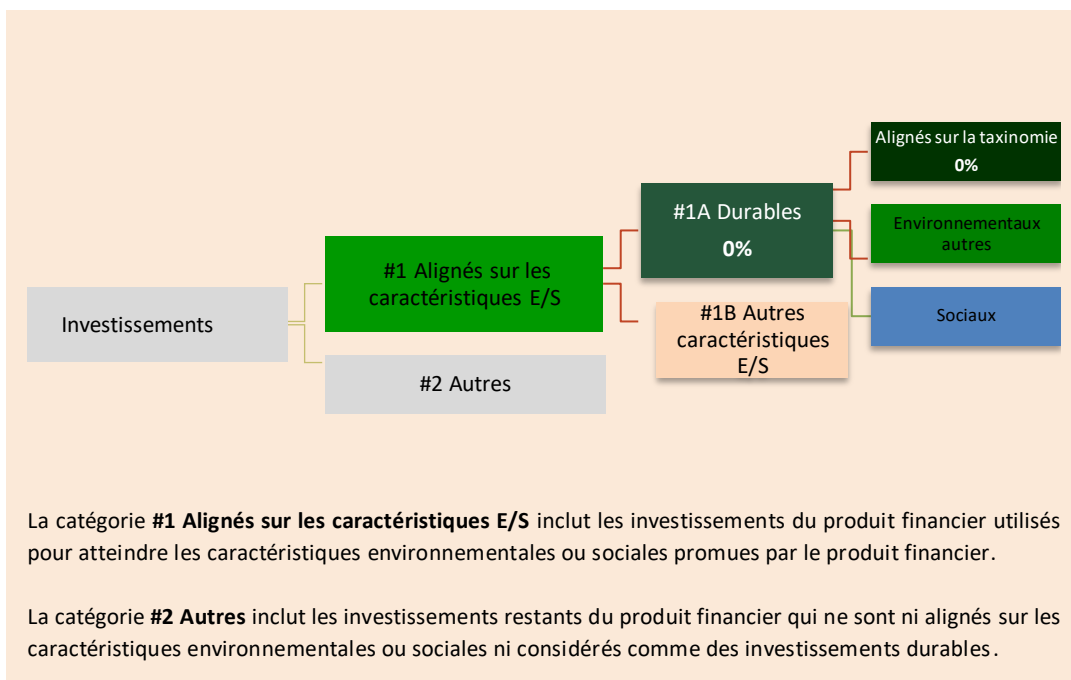 Alignés sur la taxinomie
0%
#1A Durables
0%
Environnementaux
autres
#1 Alignés sur les
caractéristiques E/S
Investissements
#1B Autres
caractéristiques
E/S
Sociaux
#2 Autres
La catégorie #1 Alignés sur les caractéristiques E/S inclut les investissements du produit financier utilisés
pour atteindre les caractéristiques environnementales ou sociales promues par le produit financier.
La catégorie #2 Autres inclut les investissements restants du produit financier qui ne sont ni alignés sur les
caractéristiques environnementales ou sociales ni considérés comme des investissements durables.